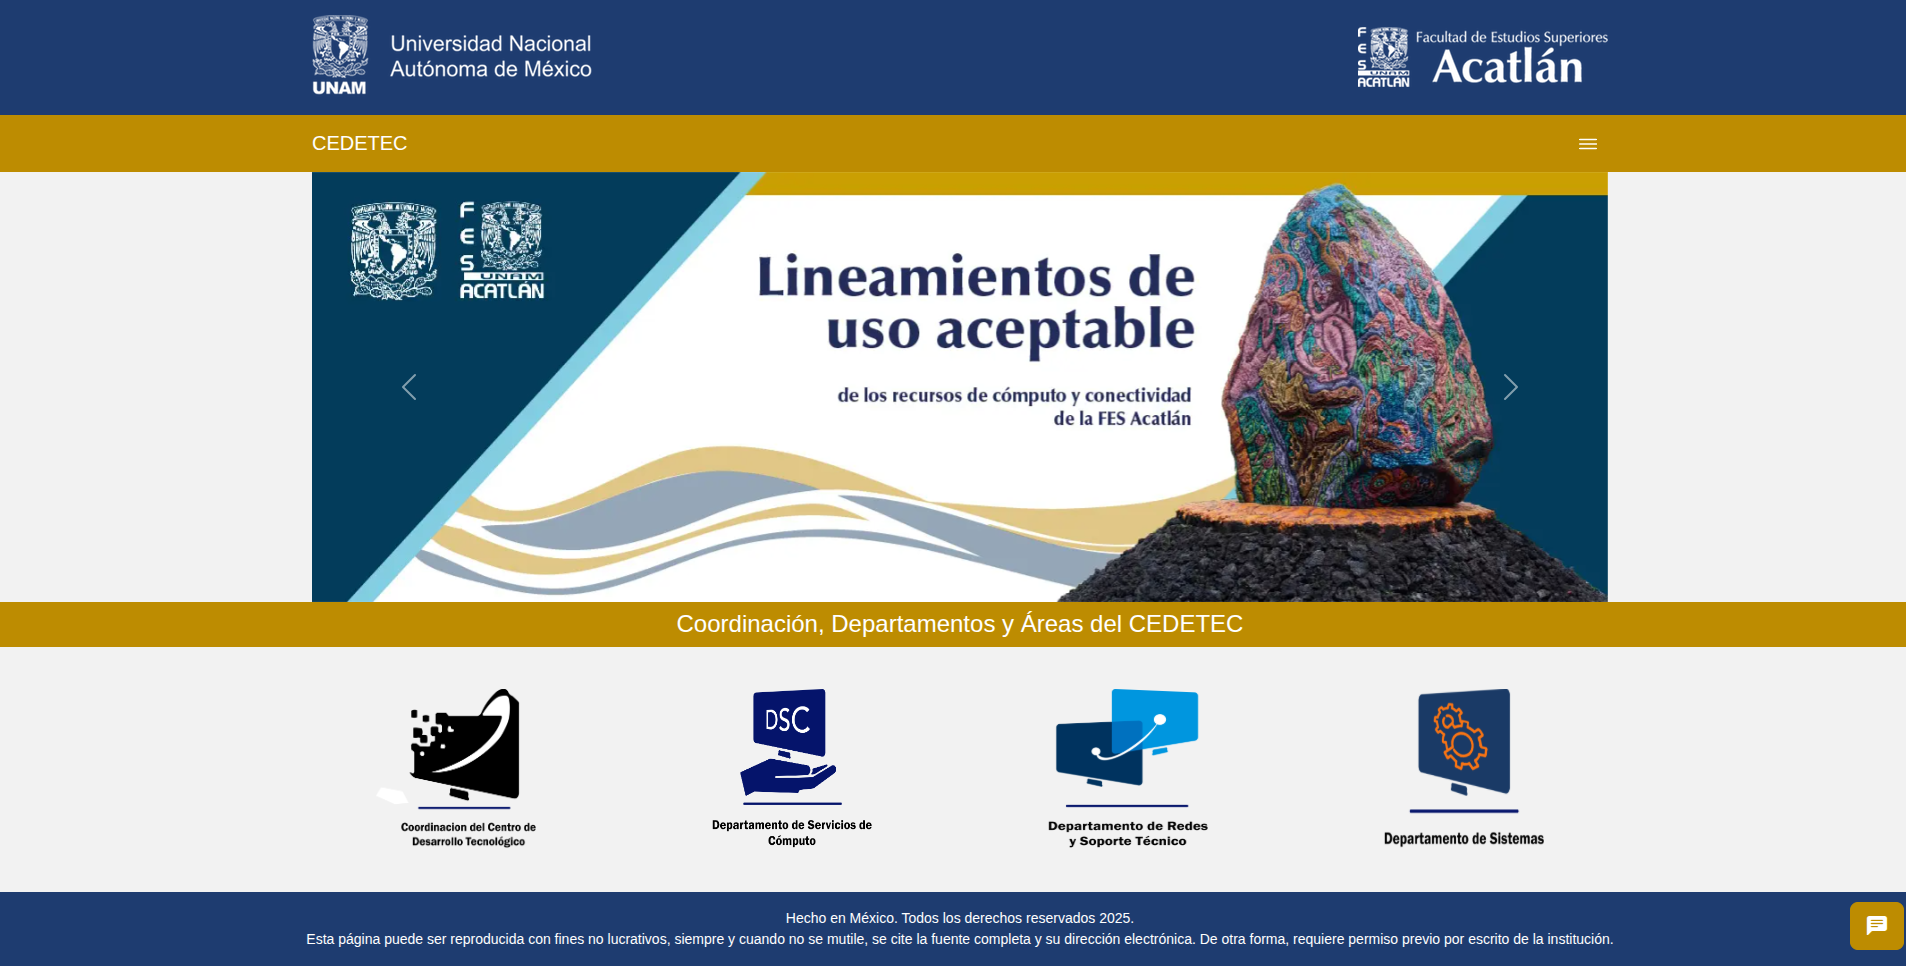 UNAM
Universidad Nacional
Autónoma de México
FES
UNAM
ACATLÁN
Facultad de Estudios Superiores
Acatlán
CEDETEC
FES
UNAM
ACATLÁN
Lineamientos de
uso aceptable
de los recursos de cómputo y conectividad
de la FES Acatlán
Coordinación, Departamentos y Áreas del CEDETEC
Coordinacion del Centro de
Desarrollo Tecnológico
DSC
Departamento de Servicios de
Cómputo
Departamento de Redes
y Soporte Técnico
Departamento de Sistemas
Hecho en México. Todos los derechos reservados 2025.
Esta página puede ser reproducida con fines no lucrativos, siempre y cuando no se mutile, se cite la fuente completa y su dirección electrónica. De otra forma, requiere permiso previo por escrito de la institución.